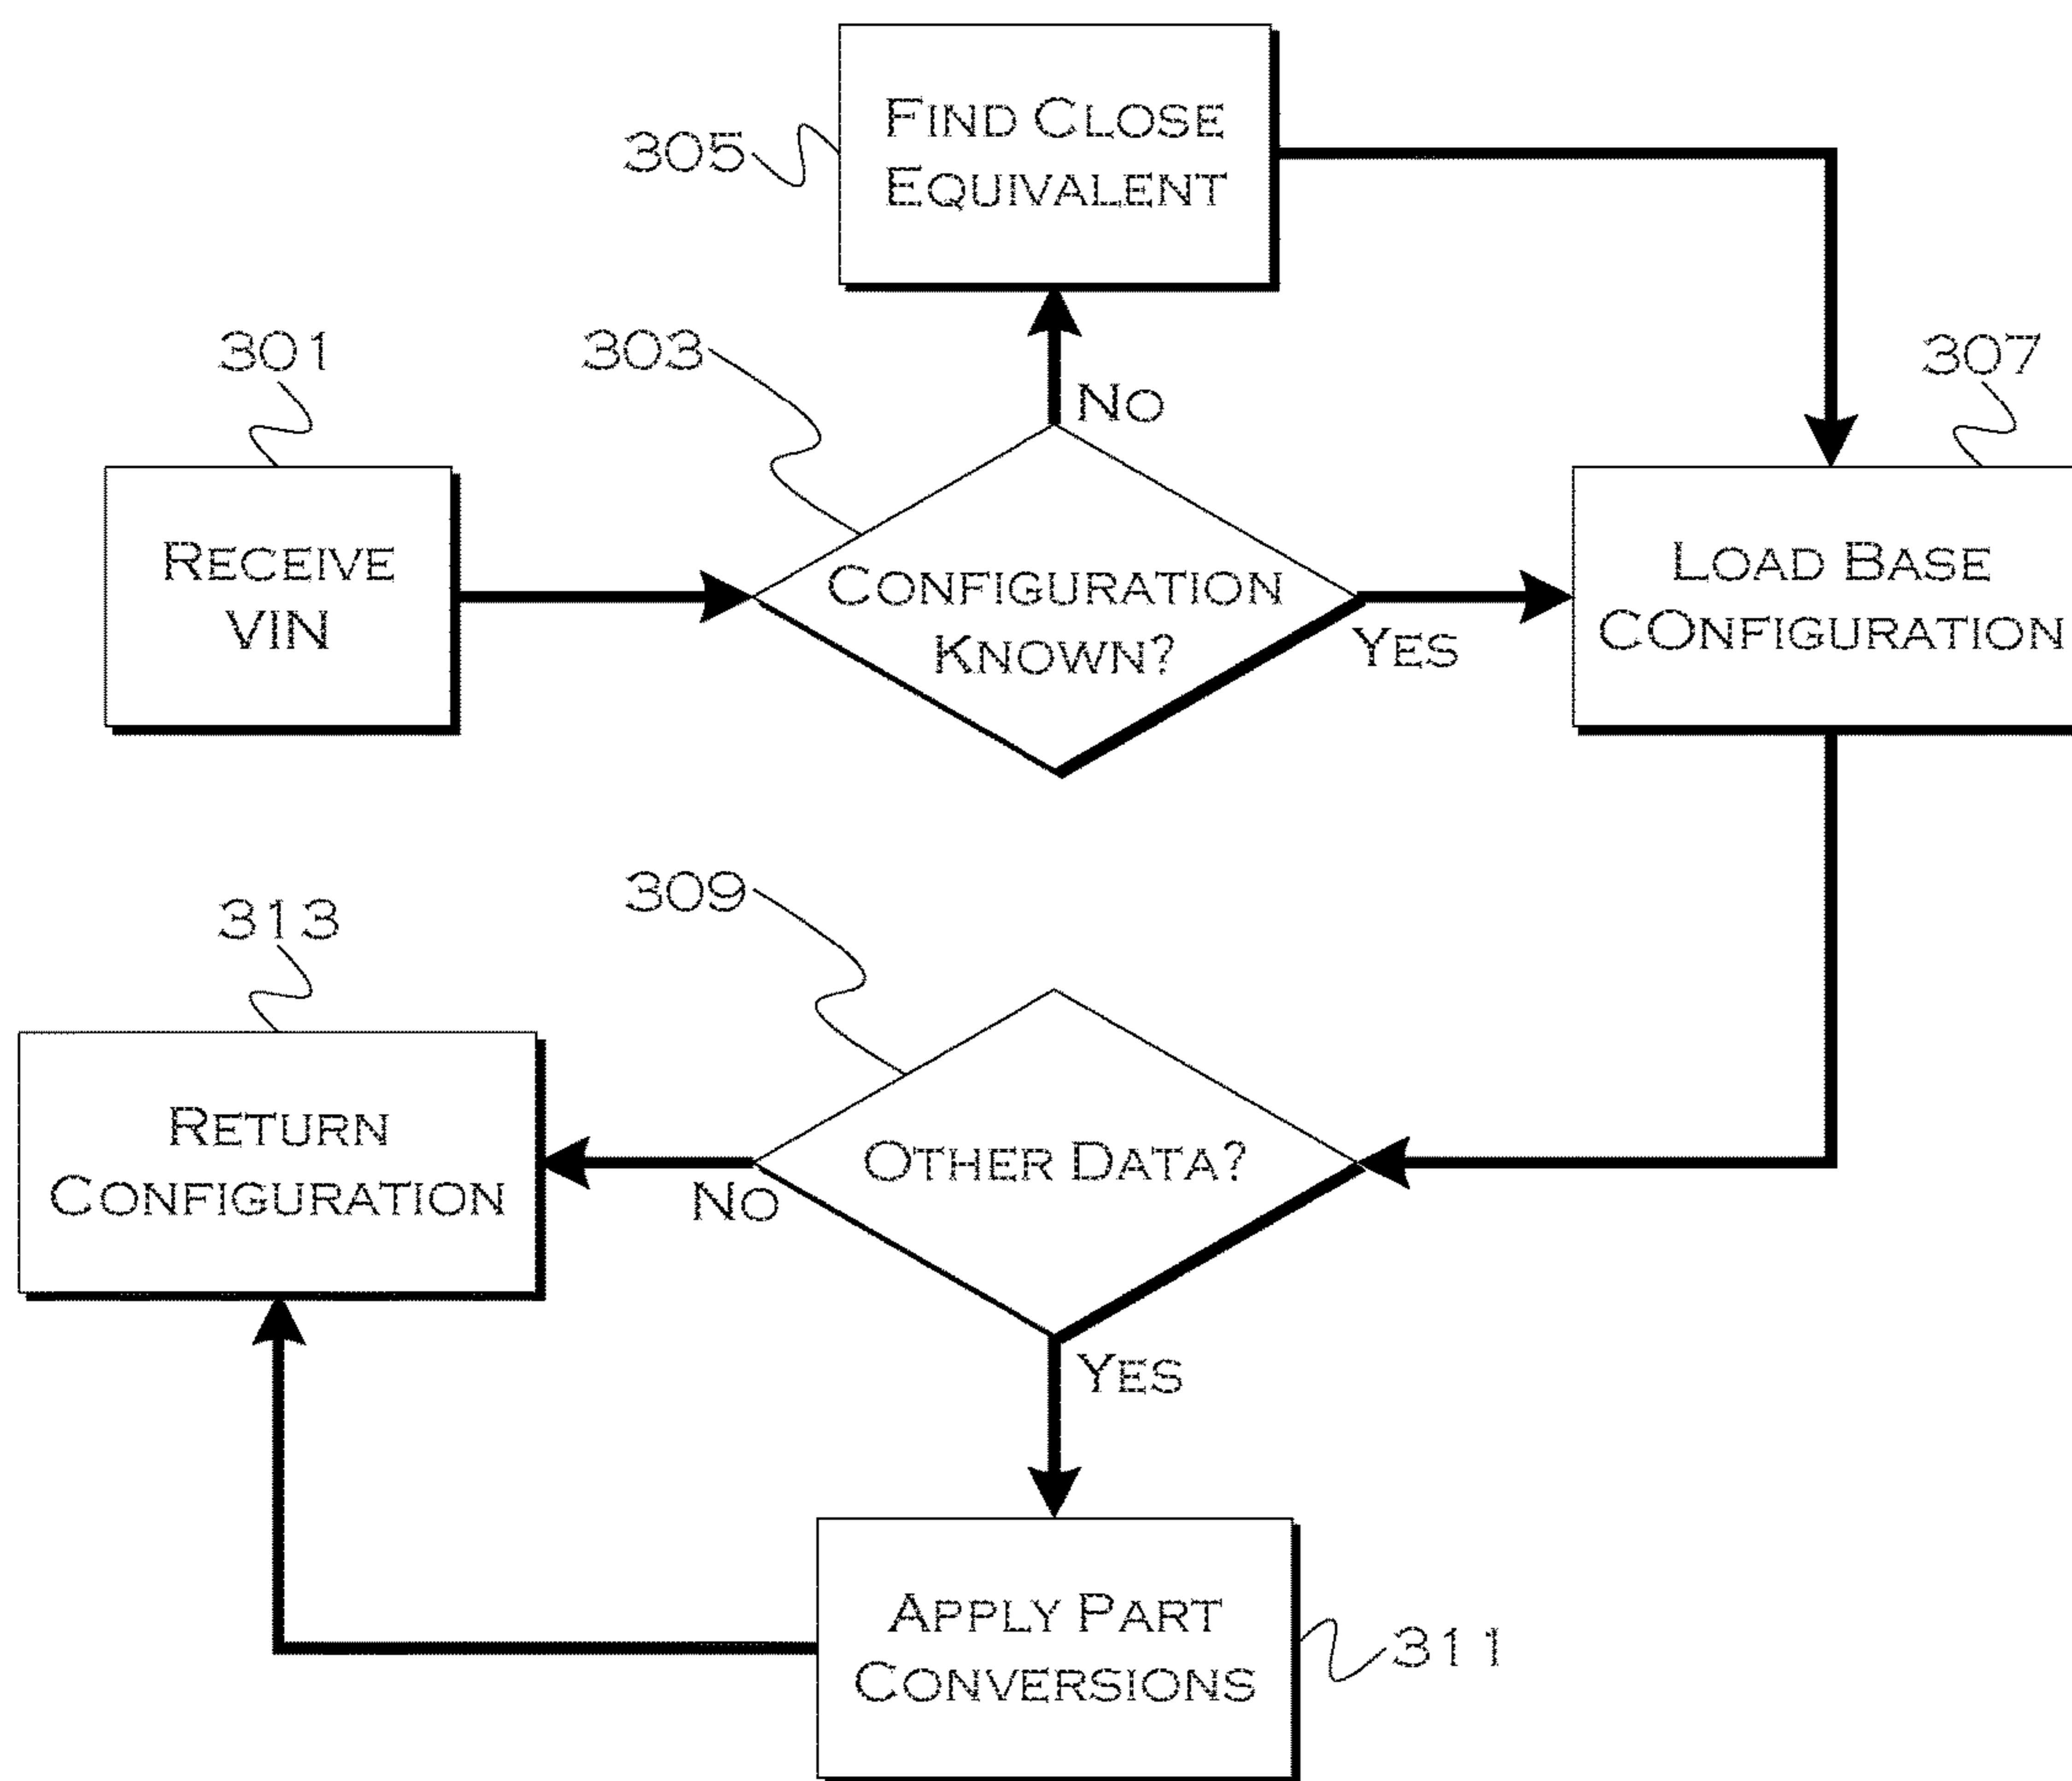 FIND CLOSE
EQUIVALENT
305
301
303
NO
307
RECEIVE
VIN
CONFIGURATION
KNOWN?
YES
LOAD BASE
CONFIGURATION
313
309
RETURN
CONFIGURATION
OTHER DATA?
NO
YES
APPLY PART
CONVERSIONS
311